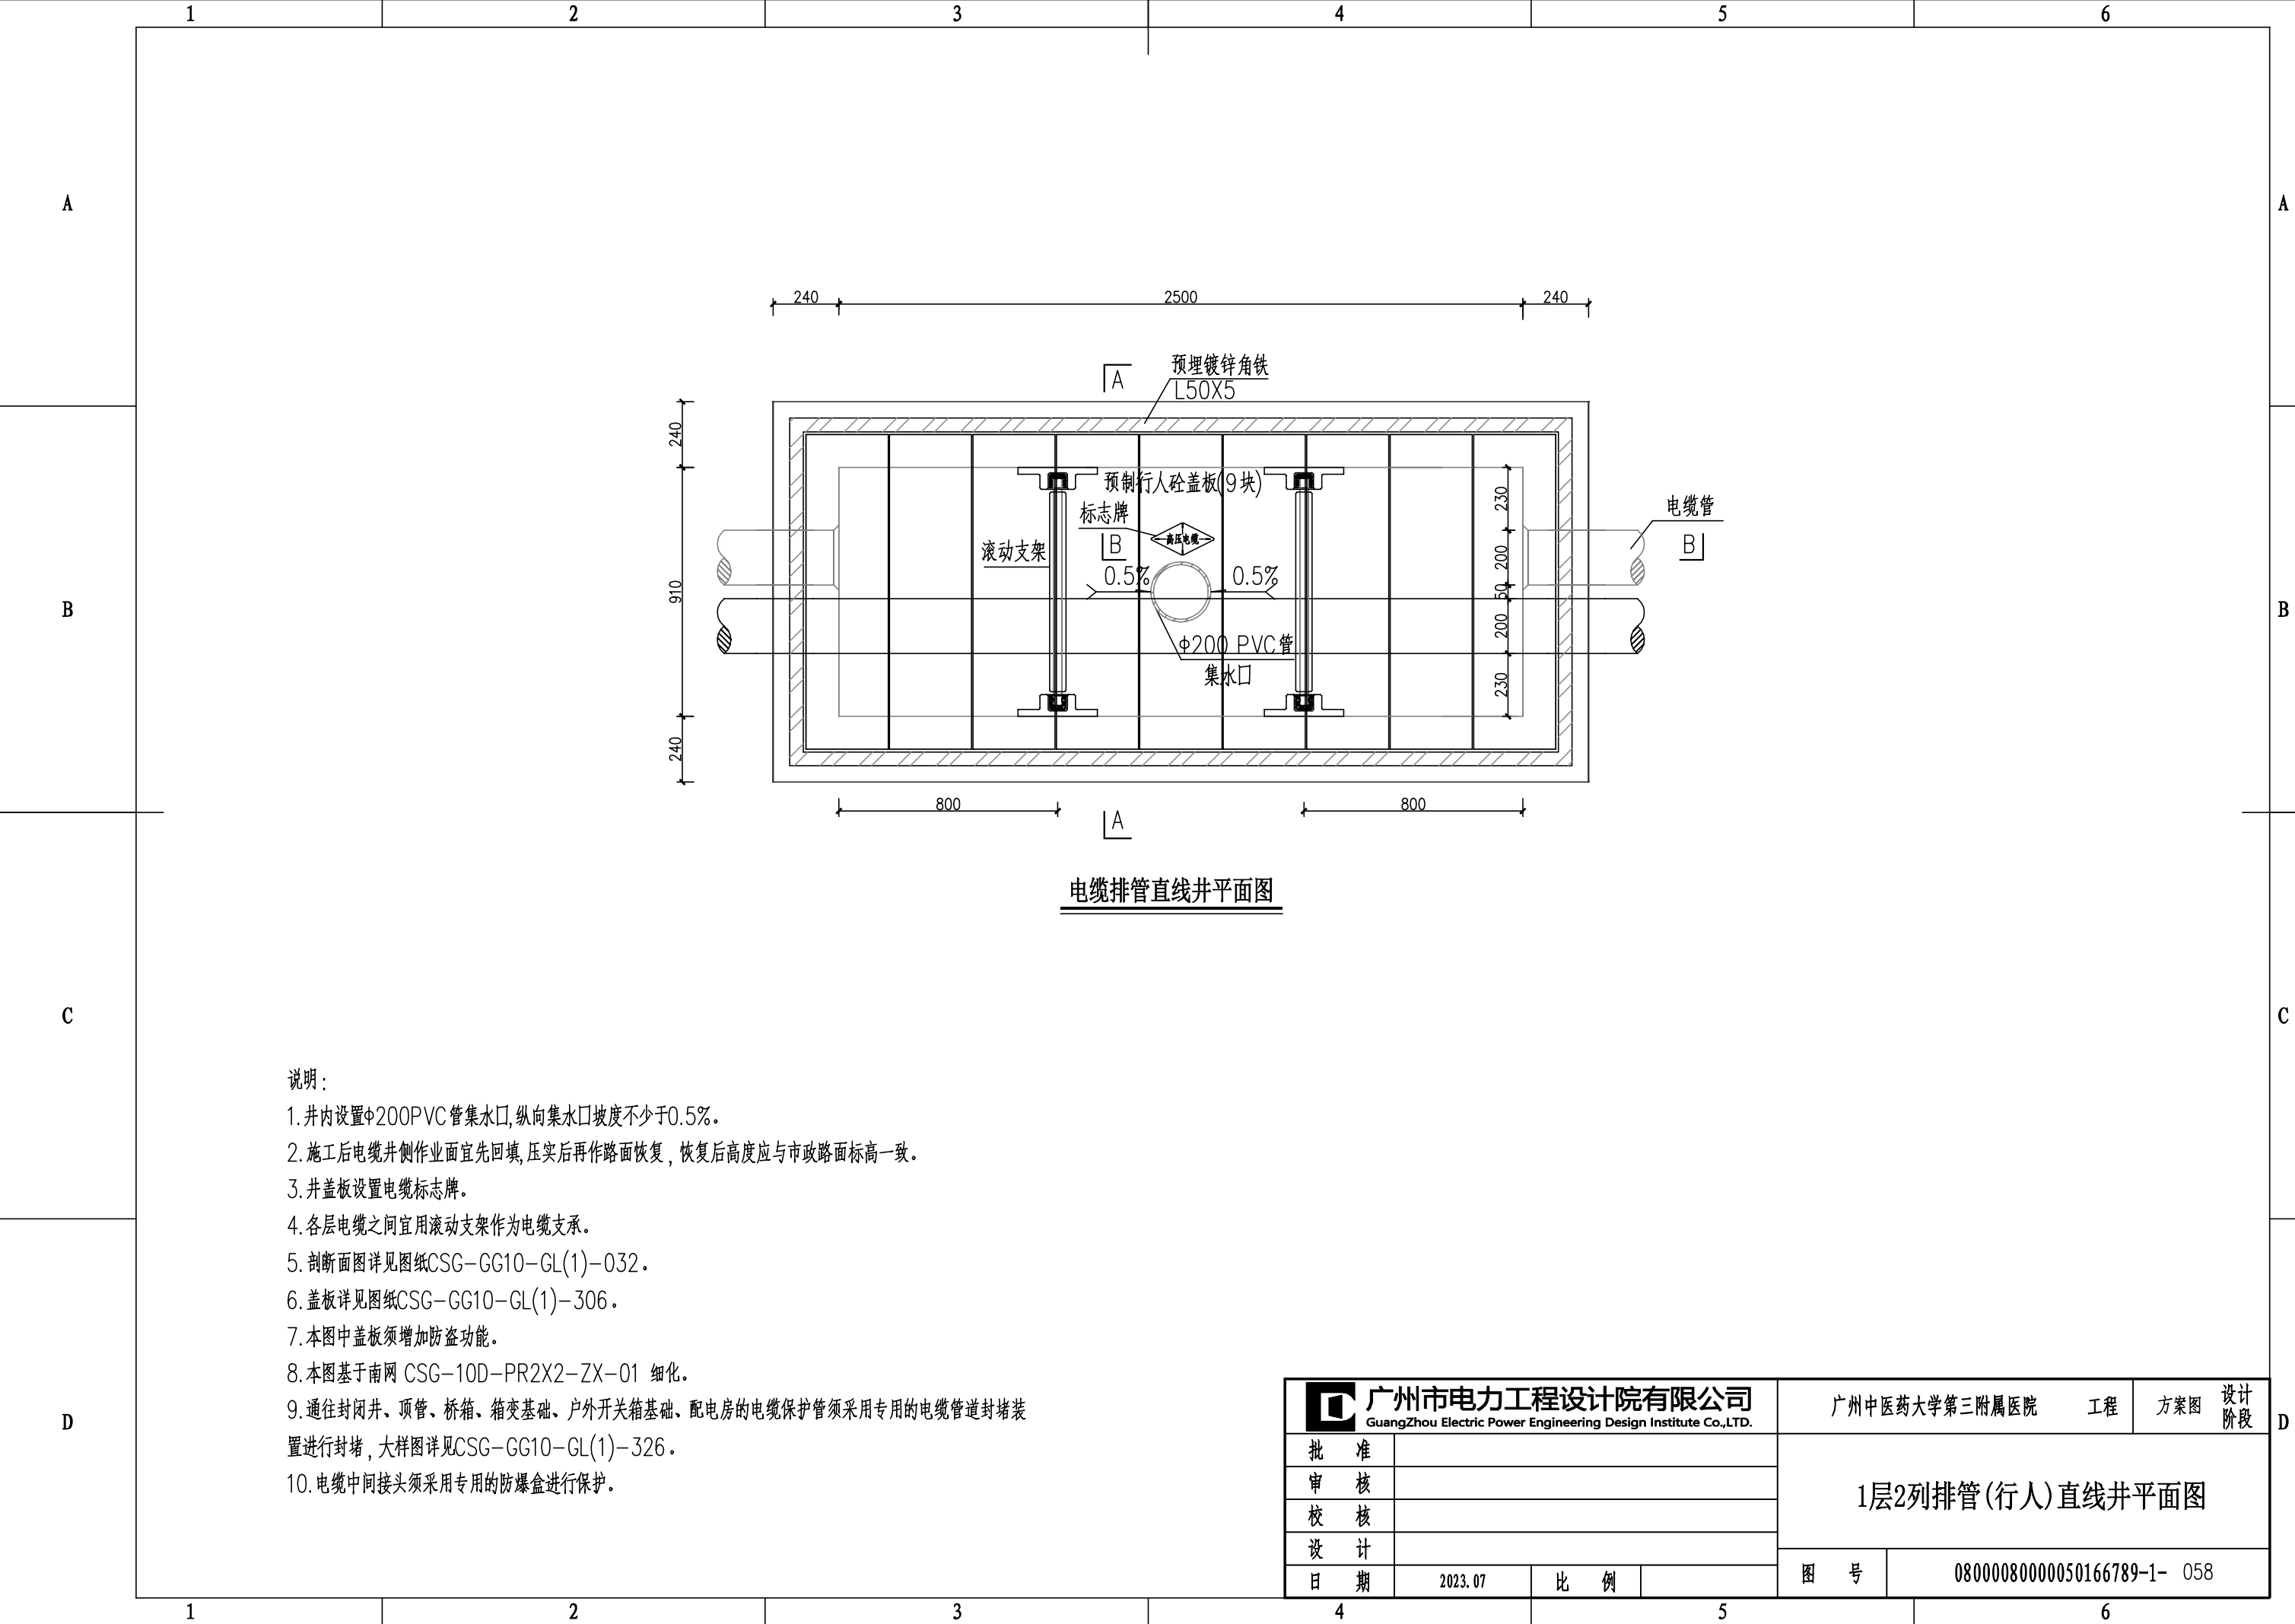 1 2 3 4 5 6
A A
B B
C C
D D
240 2500 240
A
预埋镀锌角铁
L50X5
240
910
240
预制行人砼盖板(9块)
标志牌
高压电缆
滚动支架
B
B
0.5% 0.5%
Φ200 PVC管
集水口
230
200
50
200
230
电缆管
800 800
A
电缆排管直线井平面图
说明：
1.井内设置Φ200PVC管集水口,纵向集水口坡度不少于0.5%。
2.施工后电缆井侧作业面宜先回填,压实后再作路面恢复，恢复后高度应与市政路面标高一致。
3.井盖板设置电缆标志牌。
4.各层电缆之间宜用滚动支架作为电缆支承。
5.剖断面图详见图纸CSG-GG10-GL(1)-032。
6.盖板详见图纸CSG-GG10-GL(1)-306。
7.本图中盖板须增加防盗功能。
8.本图基于南网 CSG-10D-PR2X2-ZX-01 细化。
9.通往封闭井、顶管、桥箱、箱变基础、户外开关箱基础、配电房的电缆保护管须采用专用的电缆管道封堵装
置进行封堵，大样图详见CSG-GG10-GL(1)-326。
10.电缆中间接头须采用专用的防爆盒进行保护。
广州市电力工程设计院有限公司
GuangZhou Electric Power Engineering Design Institute Co.,LTD.
广州中医药大学第三附属医院 工程 方案图 设计
阶段
批 准
审 核
校 核
设 计
日 期 2023.07 比 例
1层2列排管(行人)直线井平面图
图 号 08000080000050166789-1- 058
1 2 3 4 5 6